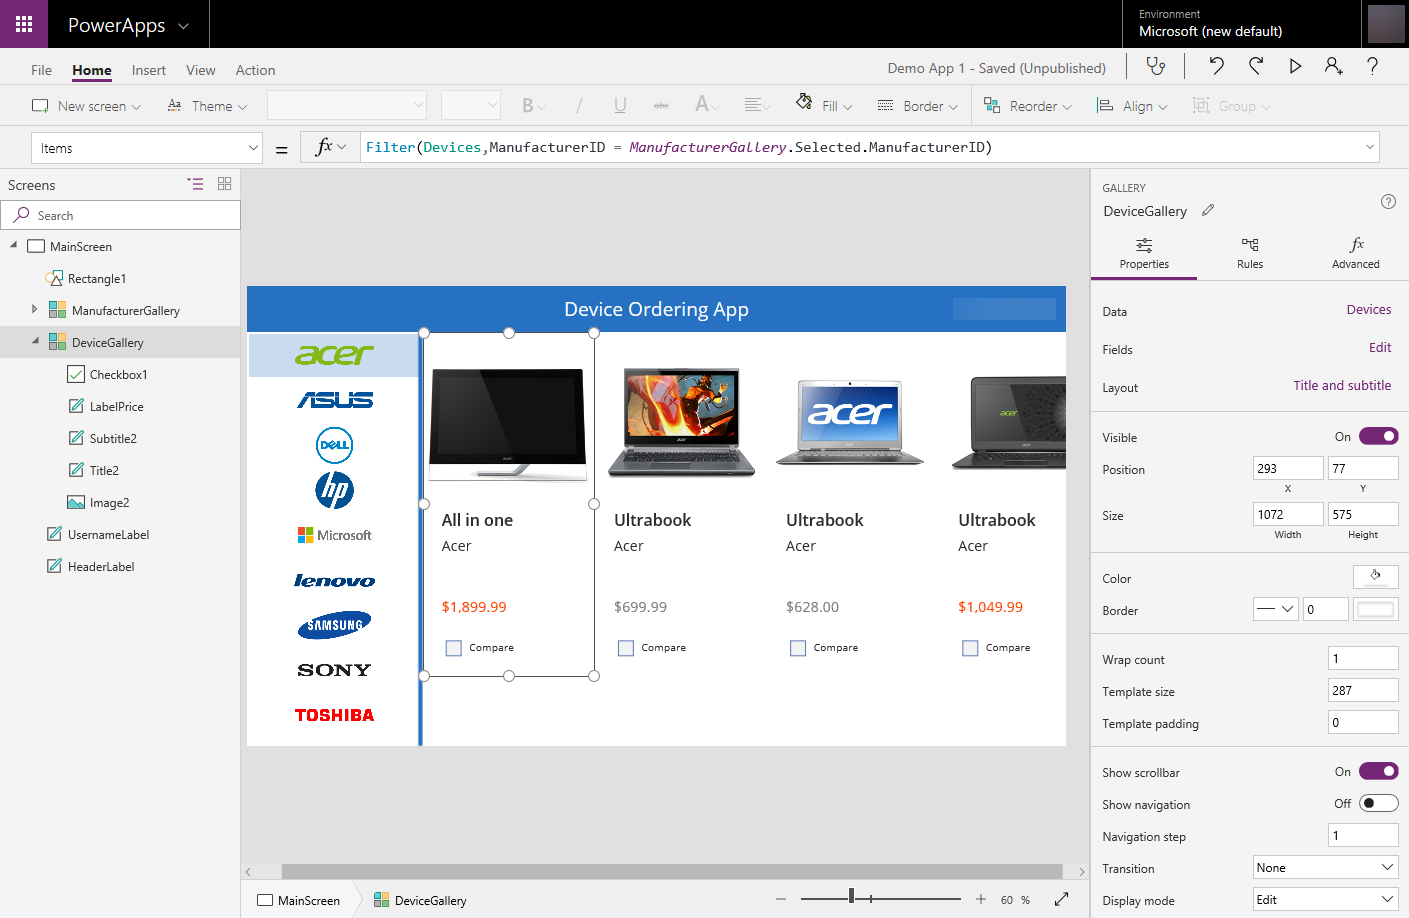 PowerApps
Environment
Microsoft (new default)
File Home Insert View Action
Demo App 1 - Saved (Unpublished)
New screen Theme B / U abc A Fill Border Reorder Align Group
Items = fx Filter(Devices,ManufacturerID = ManufacturerGallery.Selected.ManufacturerID)
Screens
Search
MainScreen
Rectangle1
ManufacturerGallery
DeviceGallery
Checkbox1
LabelPrice
Subtitle2
Title2
Image2
UsernameLabel
HeaderLabel
Device Ordering App
acer
ASUS
DELL
hp
Microsoft
lenovo
SAMSUNG
SONY
TOSHIBA
acer
acer
All in one Ultrabook Ultrabook Ultrabook
Acer Acer Acer Acer
$1,899.99 $699.99 $628.00 $1,049.99
Compare Compare Compare Compare
MainScreen DeviceGallery
60 %
GALLERY
DeviceGallery
Properties Rules fx Advanced
Data Devices
Fields Edit
Layout Title and subtitle
Visible On
Position 293 77
X Y
Size 1072 575
Width Height
Color
Border 0
Wrap count 1
Template size 287
Template padding 0
Show scrollbar On
Show navigation Off
Navigation step 1
Transition None
Display mode Edit